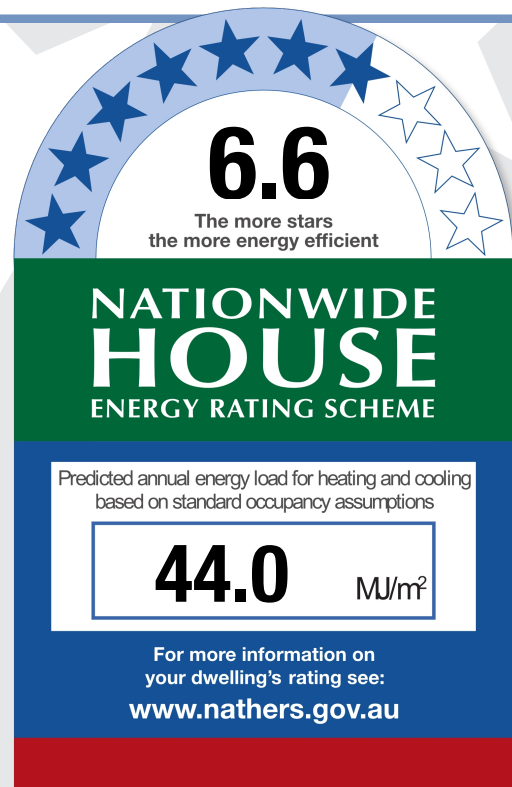 6.6
The more stars
the more energy efficient
NATIONWIDE
HOUSE
ENERGY RATING SCHEME
Predicted annual energy load for heating and cooling
based on standard occupancy assumptions
44.0 MJ/m²
For more information on
your dwelling's rating see:
www.nathers.gov.au